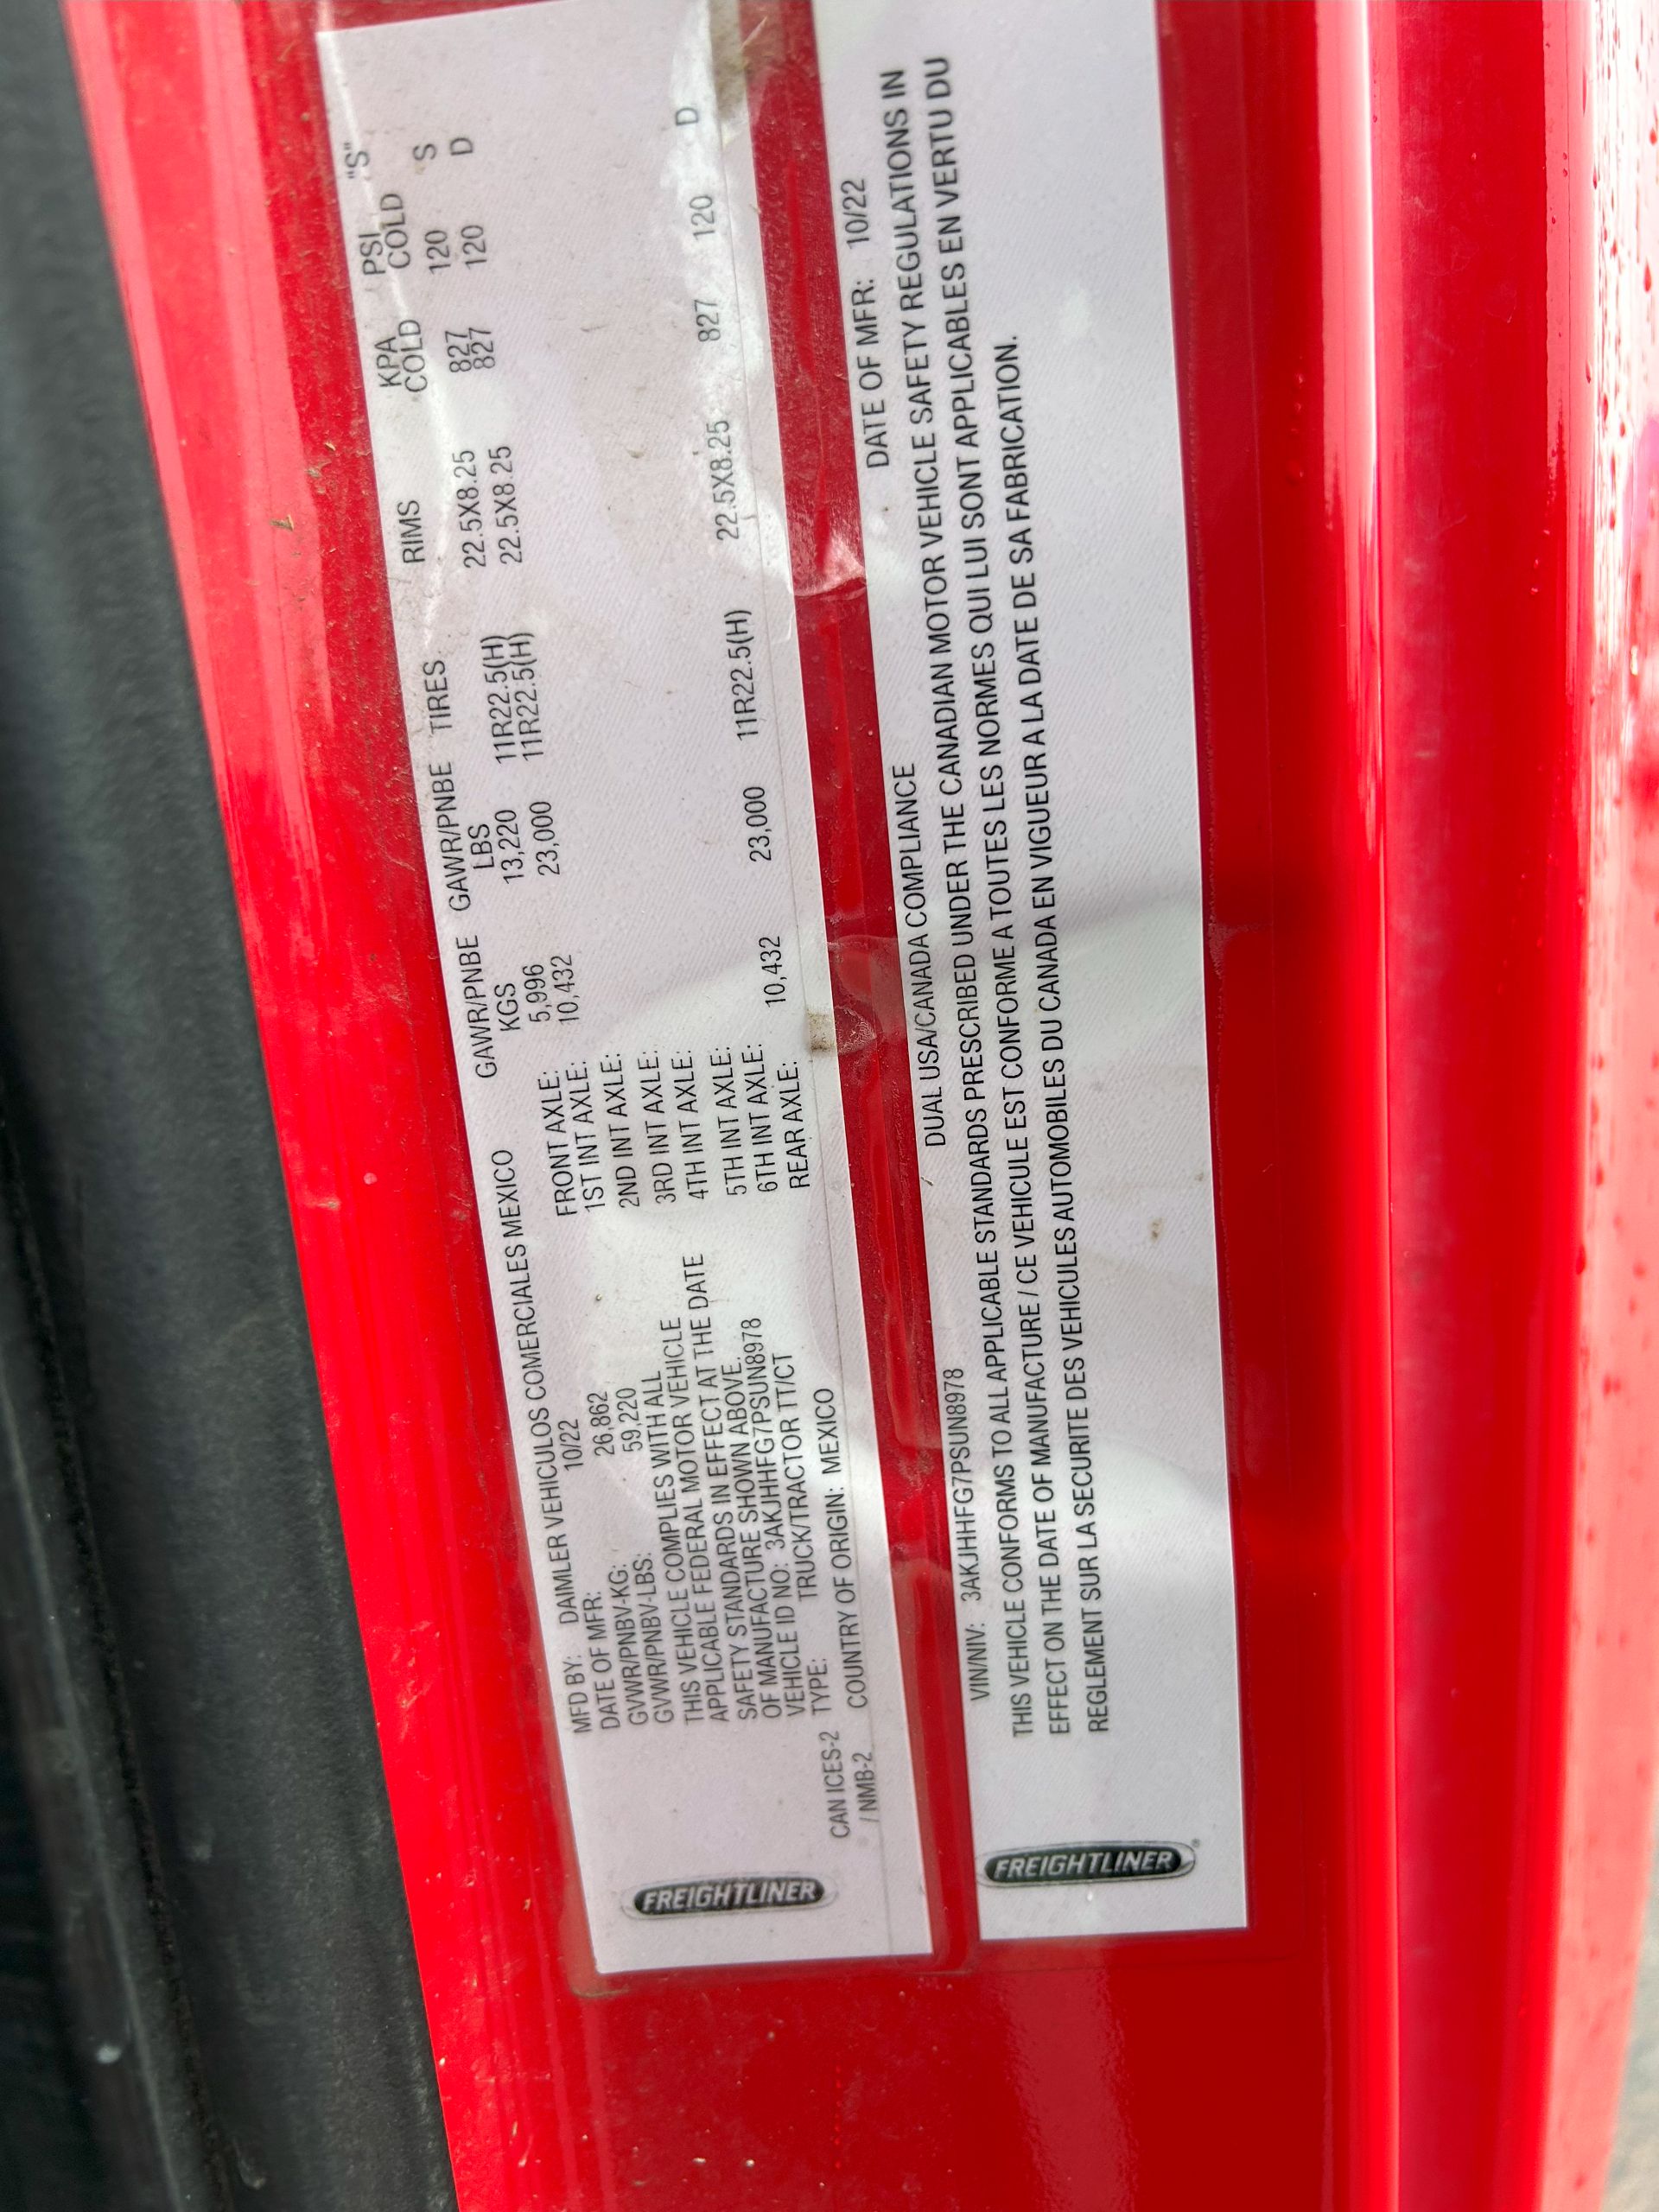 FREIGHTLINER
MFD BY: DAIMLER VEHICULOS COMERCIALES MEXICO
DATE OF MFR: 10/22
GVWR/PNBV-KG: 26,862
GVWR/PNBV-LBS: 59,220
THIS VEHICLE COMPLIES WITH ALL
APPLICABLE FEDERAL MOTOR VEHICLE
SAFETY STANDARDS IN EFFECT AT THE DATE
OF MANUFACTURE SHOWN ABOVE.
VEHICLE ID NO: 3AKJHHFG7PSUN8978
TYPE: TRUCK/TRACTOR TT/CT
COUNTRY OF ORIGIN: MEXICO
CAN ICES-2
/ NMB-2
GAWR/PNBE GAWR/PNBE TIRES RIMS KPA PSI "S"
KGS LBS COLD COLD
FRONT AXLE: 5,996 13,220 11R22.5(H) 22.5X8.25 827 120 S
1ST INT AXLE: 10,432 23,000 11R22.5(H) 22.5X8.25 827 120 D
2ND INT AXLE:
3RD INT AXLE:
4TH INT AXLE:
5TH INT AXLE:
6TH INT AXLE:
REAR AXLE: 10,432 23,000 11R22.5(H) 22.5X8.25 827 120 D
FREIGHTLINER®
DUAL USA/CANADA COMPLIANCE DATE OF MFR: 10/22
VIN/NIV: 3AKJHHFG7PSUN8978
THIS VEHICLE CONFORMS TO ALL APPLICABLE STANDARDS PRESCRIBED UNDER THE CANADIAN MOTOR VEHICLE SAFETY REGULATIONS IN
EFFECT ON THE DATE OF MANUFACTURE / CE VEHICULE EST CONFORME A TOUTES LES NORMES QUI LUI SONT APPLICABLES EN VERTU DU
REGLEMENT SUR LA SECURITE DES VEHICULES AUTOMOBILES DU CANADA EN VIGUEUR A LA DATE DE SA FABRICATION.